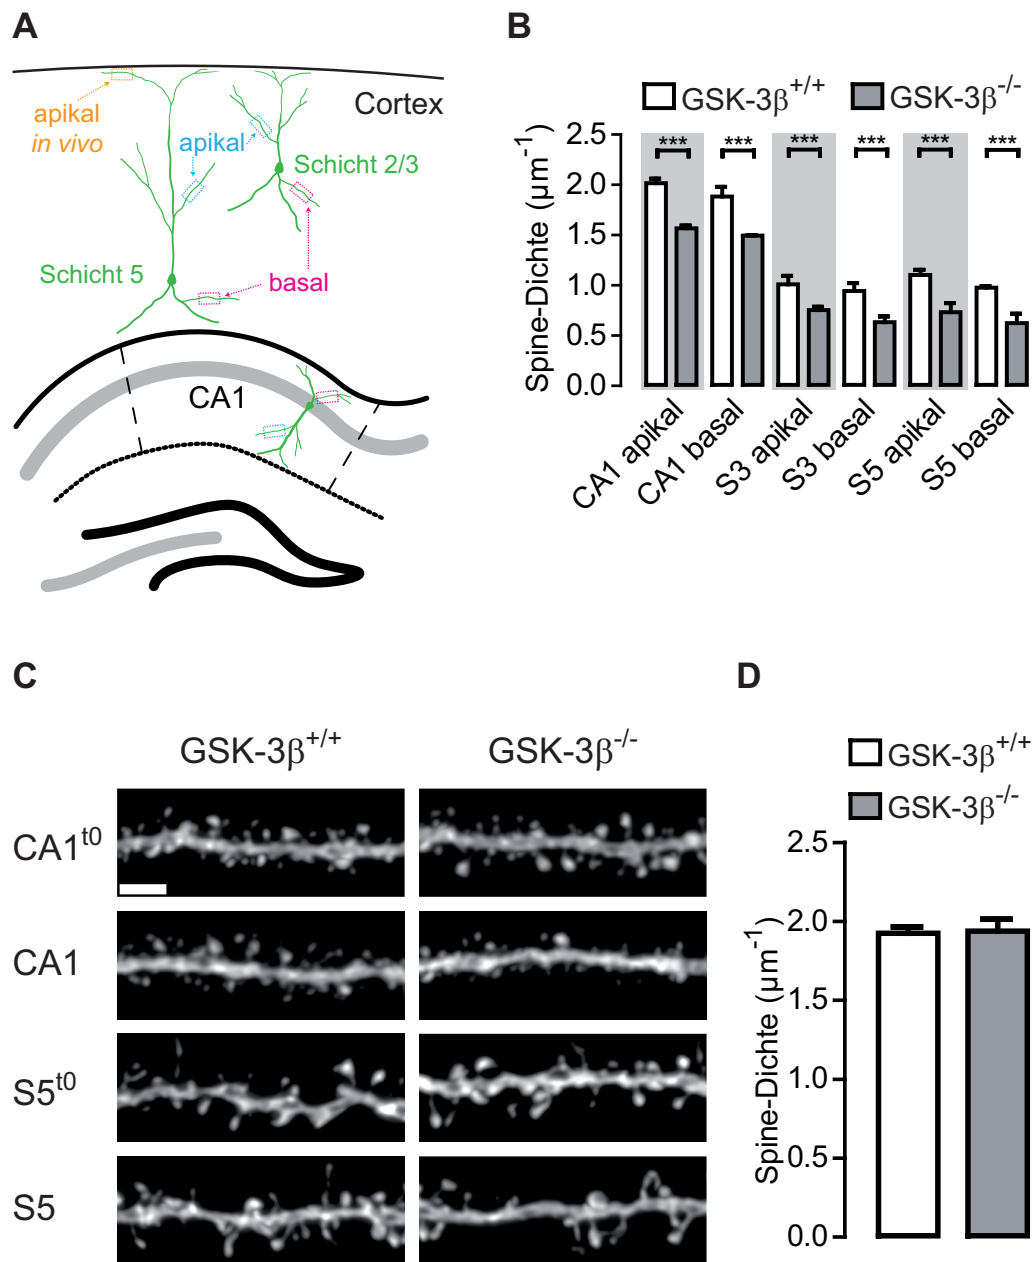 A
apikal
in vivo
Cortex
apikal
Schicht 2/3
Schicht 5
basal
CA1
B
GSK-3β+/+
GSK-3β-/-
Spine-Dichte (µm⁻¹)
2.5
2.0
1.5
1.0
0.5
0.0
*** *** *** *** *** ***
CA1 apikal
CA1 basal
S3 apikal
S3 basal
S5 apikal
S5 basal
C
GSK-3β+/+
GSK-3β-/-
CA1t0
CA1
S5t0
S5
D
GSK-3β+/+
GSK-3β-/-
Spine-Dichte (µm⁻¹)
2.5
2.0
1.5
1.0
0.5
0.0